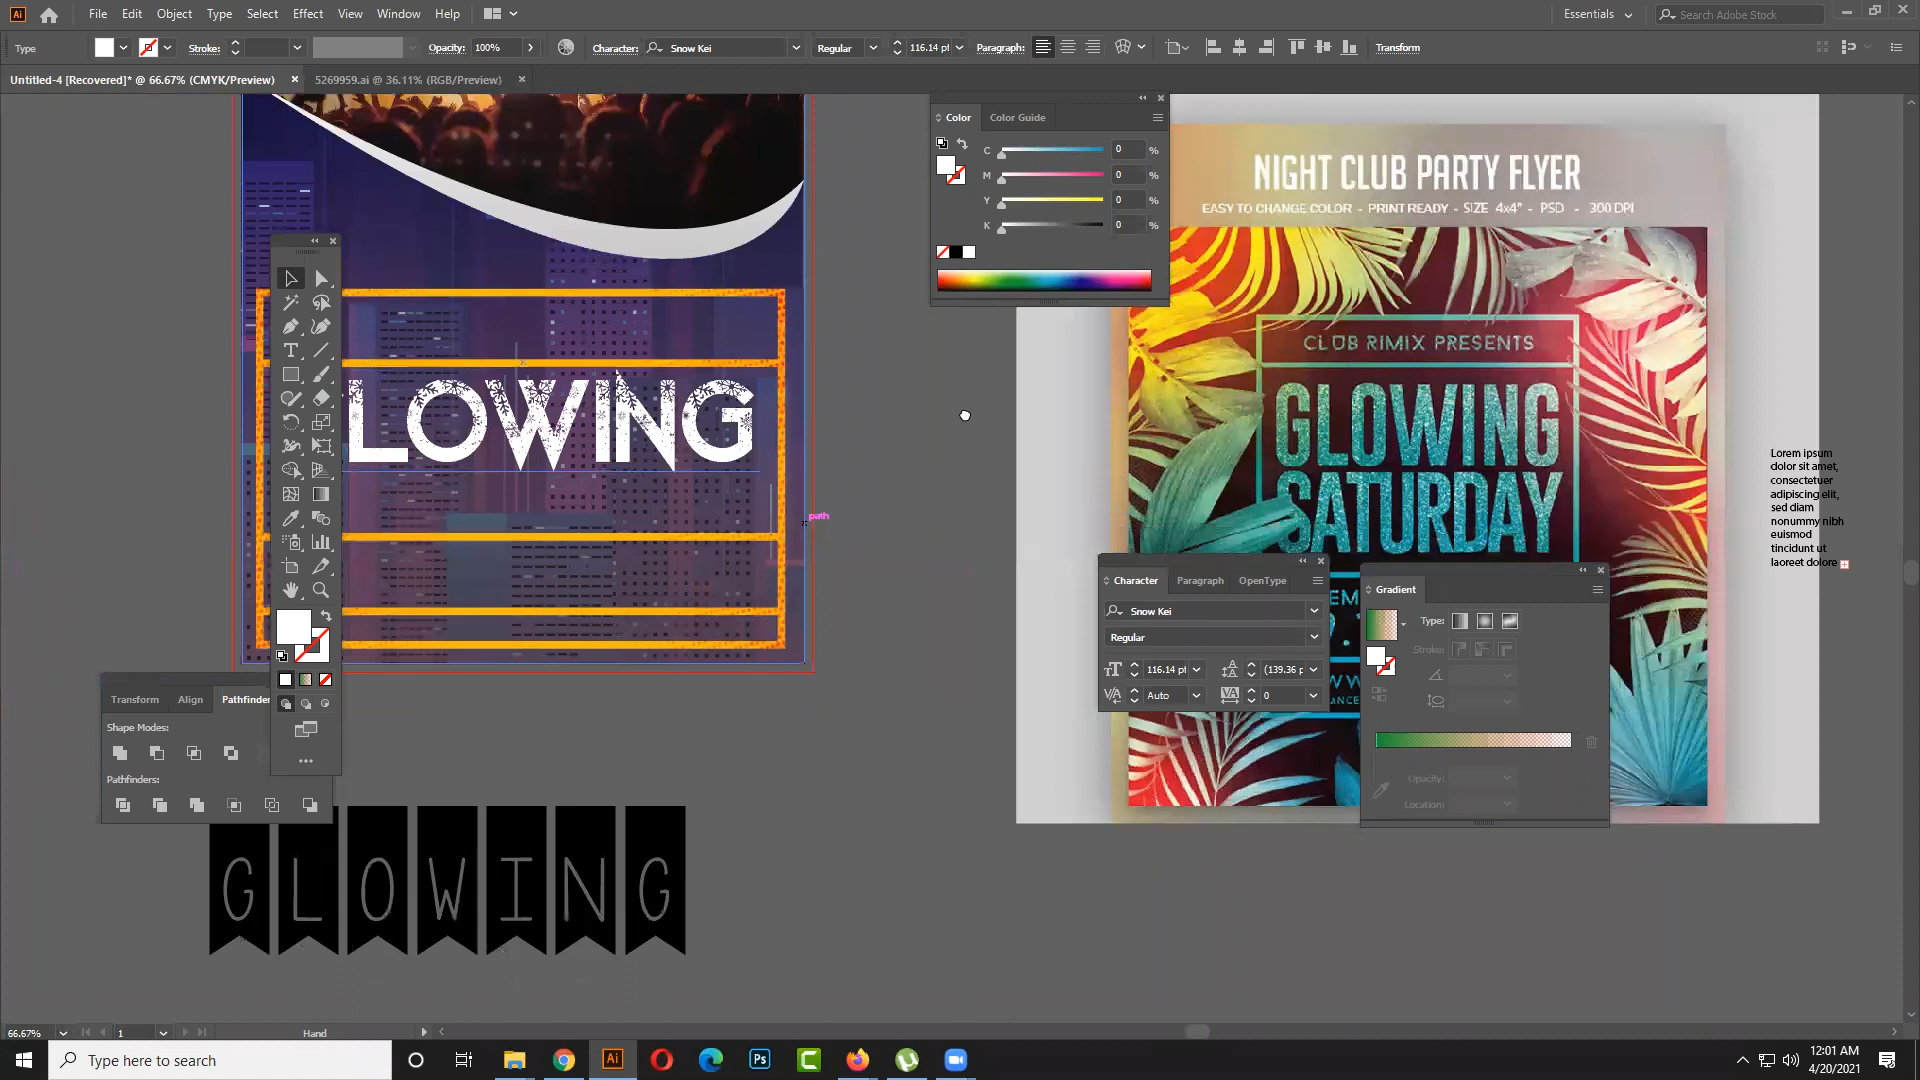 File Edit Object Type Select Effect View Window Help
Essentials
Search Adobe Stock
Type
Stroke:
Opacity: 100%
Character: Snow Kei
Regular
116.14 pt
Paragraph:
Transform
Untitled-4 [Recovered]* @ 66.67% (CMYK/Preview)
5269959.ai @ 36.11% (RGB/Preview)
Color Color Guide
C 0 %
M 0 %
Y 0 %
K 0 %
NIGHT CLUB PARTY FLYER
EASY TO CHANGE COLOR - PRINT READY - SIZE 4x4" - PSD - 300 DPI
CLUB RIMIX PRESENTS
GLOWING
SATURDAY
LOWING
path
Lorem ipsum
dolor sit amet,
consectetuer
adipiscing elit,
sed diam
nonummy nibh
euismod
tincidunt ut
laoreet dolore
Character Paragraph OpenType
Snow Kei
Regular
116.14 pt
(139.36 p
Auto
0
Gradient
Type:
Stroke:
Opacity:
Location:
Transform Align Pathfinder
Shape Modes:
Pathfinders:
GLOWING
66.67%
1
Hand
Type here to search
12:01 AM
4/20/2021